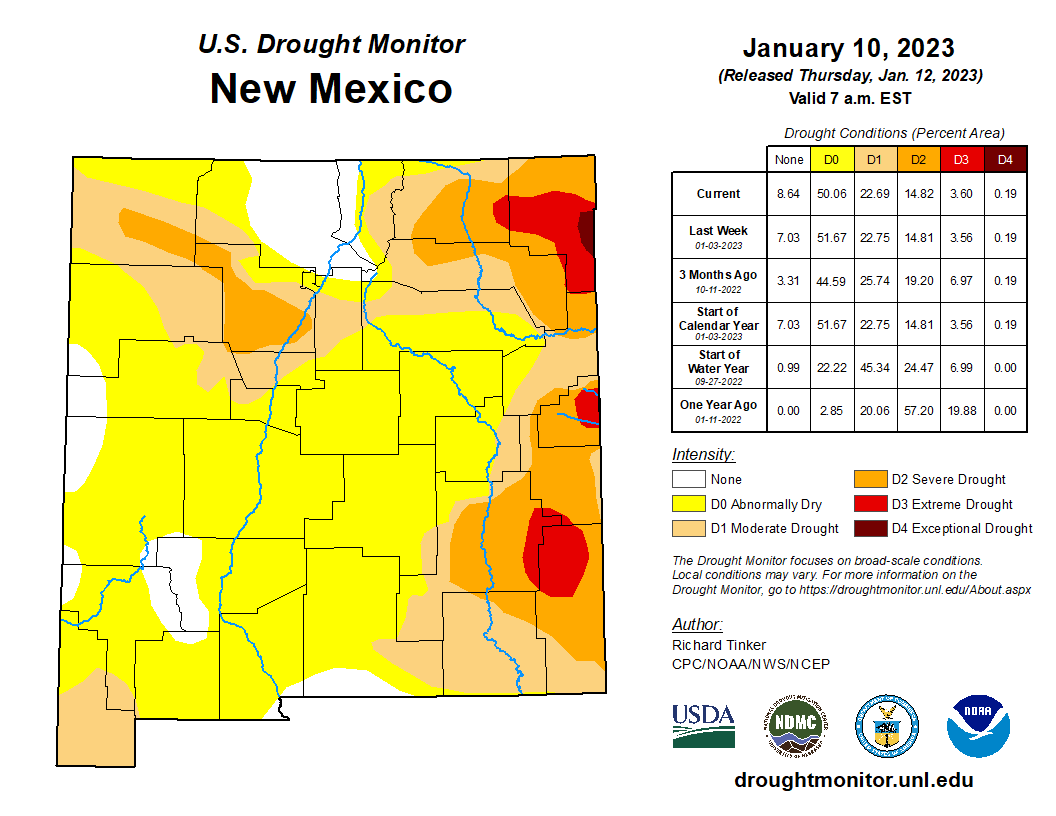 U.S. Drought Monitor
New Mexico
January 10, 2023
(Released Thursday, Jan. 12, 2023)
Valid 7 a.m. EST
Drought Conditions (Percent Area)
None D0 D1 D2 D3 D4
Current 8.64 50.06 22.69 14.82 3.60 0.19
Last Week
01-03-2023 7.03 51.67 22.75 14.81 3.56 0.19
3 Months Ago
10-11-2022 3.31 44.59 25.74 19.20 6.97 0.19
Start of
Calendar Year
01-03-2023 7.03 51.67 22.75 14.81 3.56 0.19
Start of
Water Year
09-27-2022 0.99 22.22 45.34 24.47 6.99 0.00
One Year Ago
01-11-2022 0.00 2.85 20.06 57.20 19.88 0.00
Intensity:
None
D0 Abnormally Dry
D1 Moderate Drought
D2 Severe Drought
D3 Extreme Drought
D4 Exceptional Drought
The Drought Monitor focuses on broad-scale conditions.
Local conditions may vary. For more information on the
Drought Monitor, go to https://droughtmonitor.unl.edu/About.aspx
Author:
Richard Tinker
CPC/NOAA/NWS/NCEP
USDA
NDMC
NOAA
droughtmonitor.unl.edu